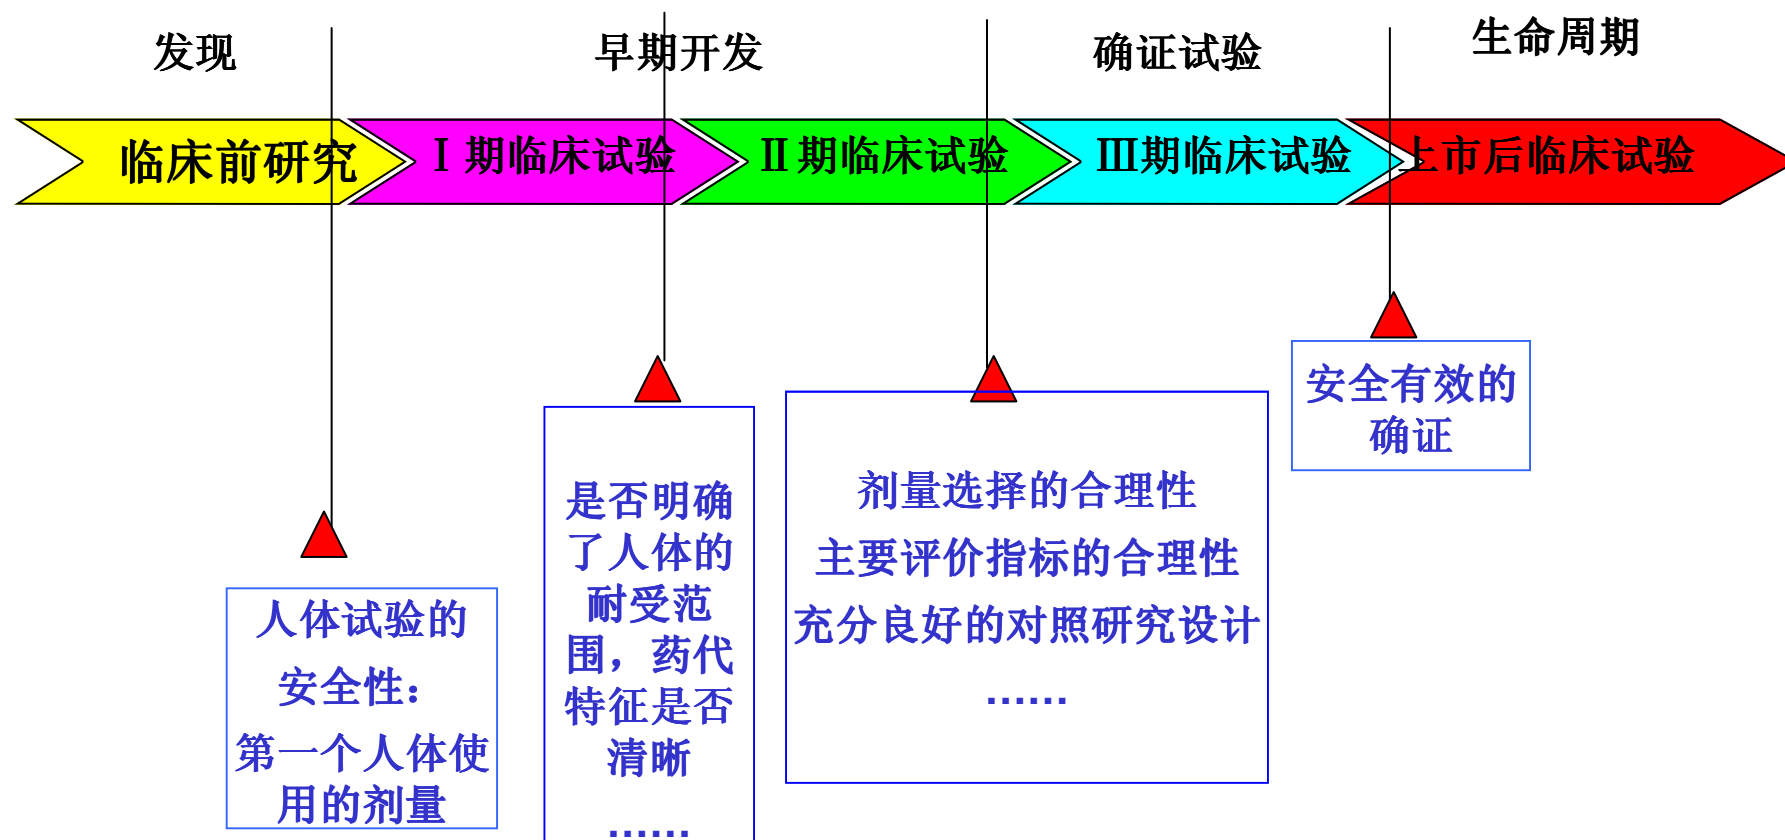 发现
早期开发
确证试验
生命周期
临床前研究
Ⅰ期临床试验
Ⅱ期临床试验
Ⅲ期临床试验
上市后临床试验
人体试验的
安全性：
第一个人体使
用的剂量
是否明确
了人体的
耐受范
围，药代
特征是否
清晰
......
剂量选择的合理性
主要评价指标的合理性
充分良好的对照研究设计
......
安全有效的
确证